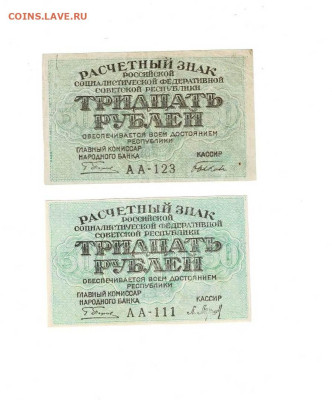 COINS.ЛАВЕ.РУ
РАСЧЕТНЫЙ ЗНАК
РОССИЙСКОЙ
СОЦИАЛИСТИЧЕСКОЙ ФЕДЕРАТИВНОЙ
СОВЕТСКОЙ РЕСПУБЛИКИ
ТРИДЦАТЬ
РУБЛЕЙ
ОБЕСПЕЧИВАЕТСЯ ВСЕМ ДОСТОЯНИЕМ
РЕСПУБЛИКИ
ГЛАВНЫЙ КОМИССАР
НАРОДНОГО БАНКА КАССИР
АА-123
РАСЧЕТНЫЙ ЗНАК
РОССИЙСКОЙ
СОЦИАЛИСТИЧЕСКОЙ ФЕДЕРАТИВНОЙ
СОВЕТСКОЙ РЕСПУБЛИКИ
ТРИДЦАТЬ
РУБЛЕЙ
ОБЕСПЕЧИВАЕТСЯ ВСЕМ ДОСТОЯНИЕМ
РЕСПУБЛИКИ
ГЛАВНЫЙ КОМИССАР
НАРОДНОГО БАНКА КАССИР
АА-111